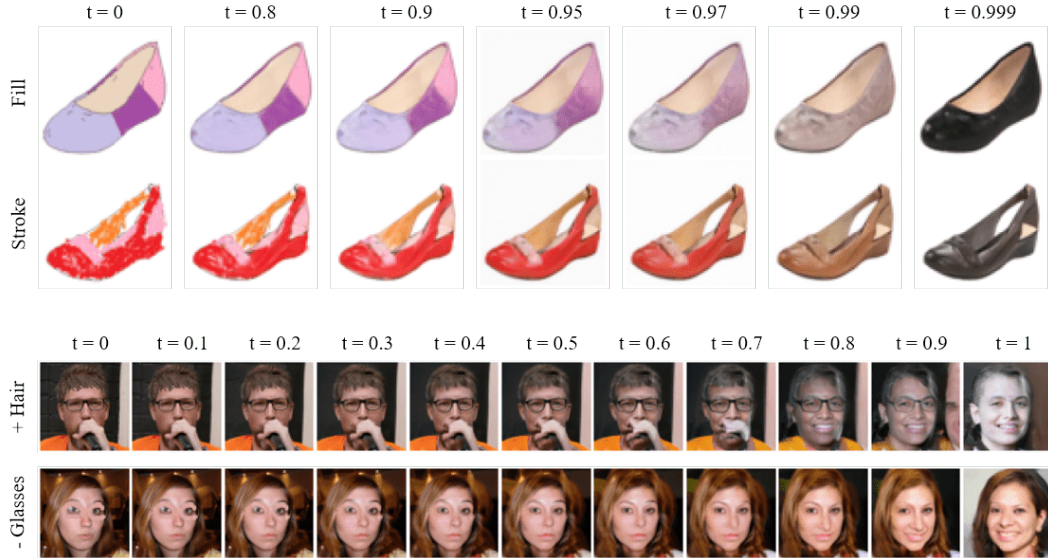 t = 0 t = 0.8 t = 0.9 t = 0.95 t = 0.97 t = 0.99 t = 0.999
Fill
Stroke
t = 0 t = 0.1 t = 0.2 t = 0.3 t = 0.4 t = 0.5 t = 0.6 t = 0.7 t = 0.8 t = 0.9 t = 1
+ Hair
- Glasses